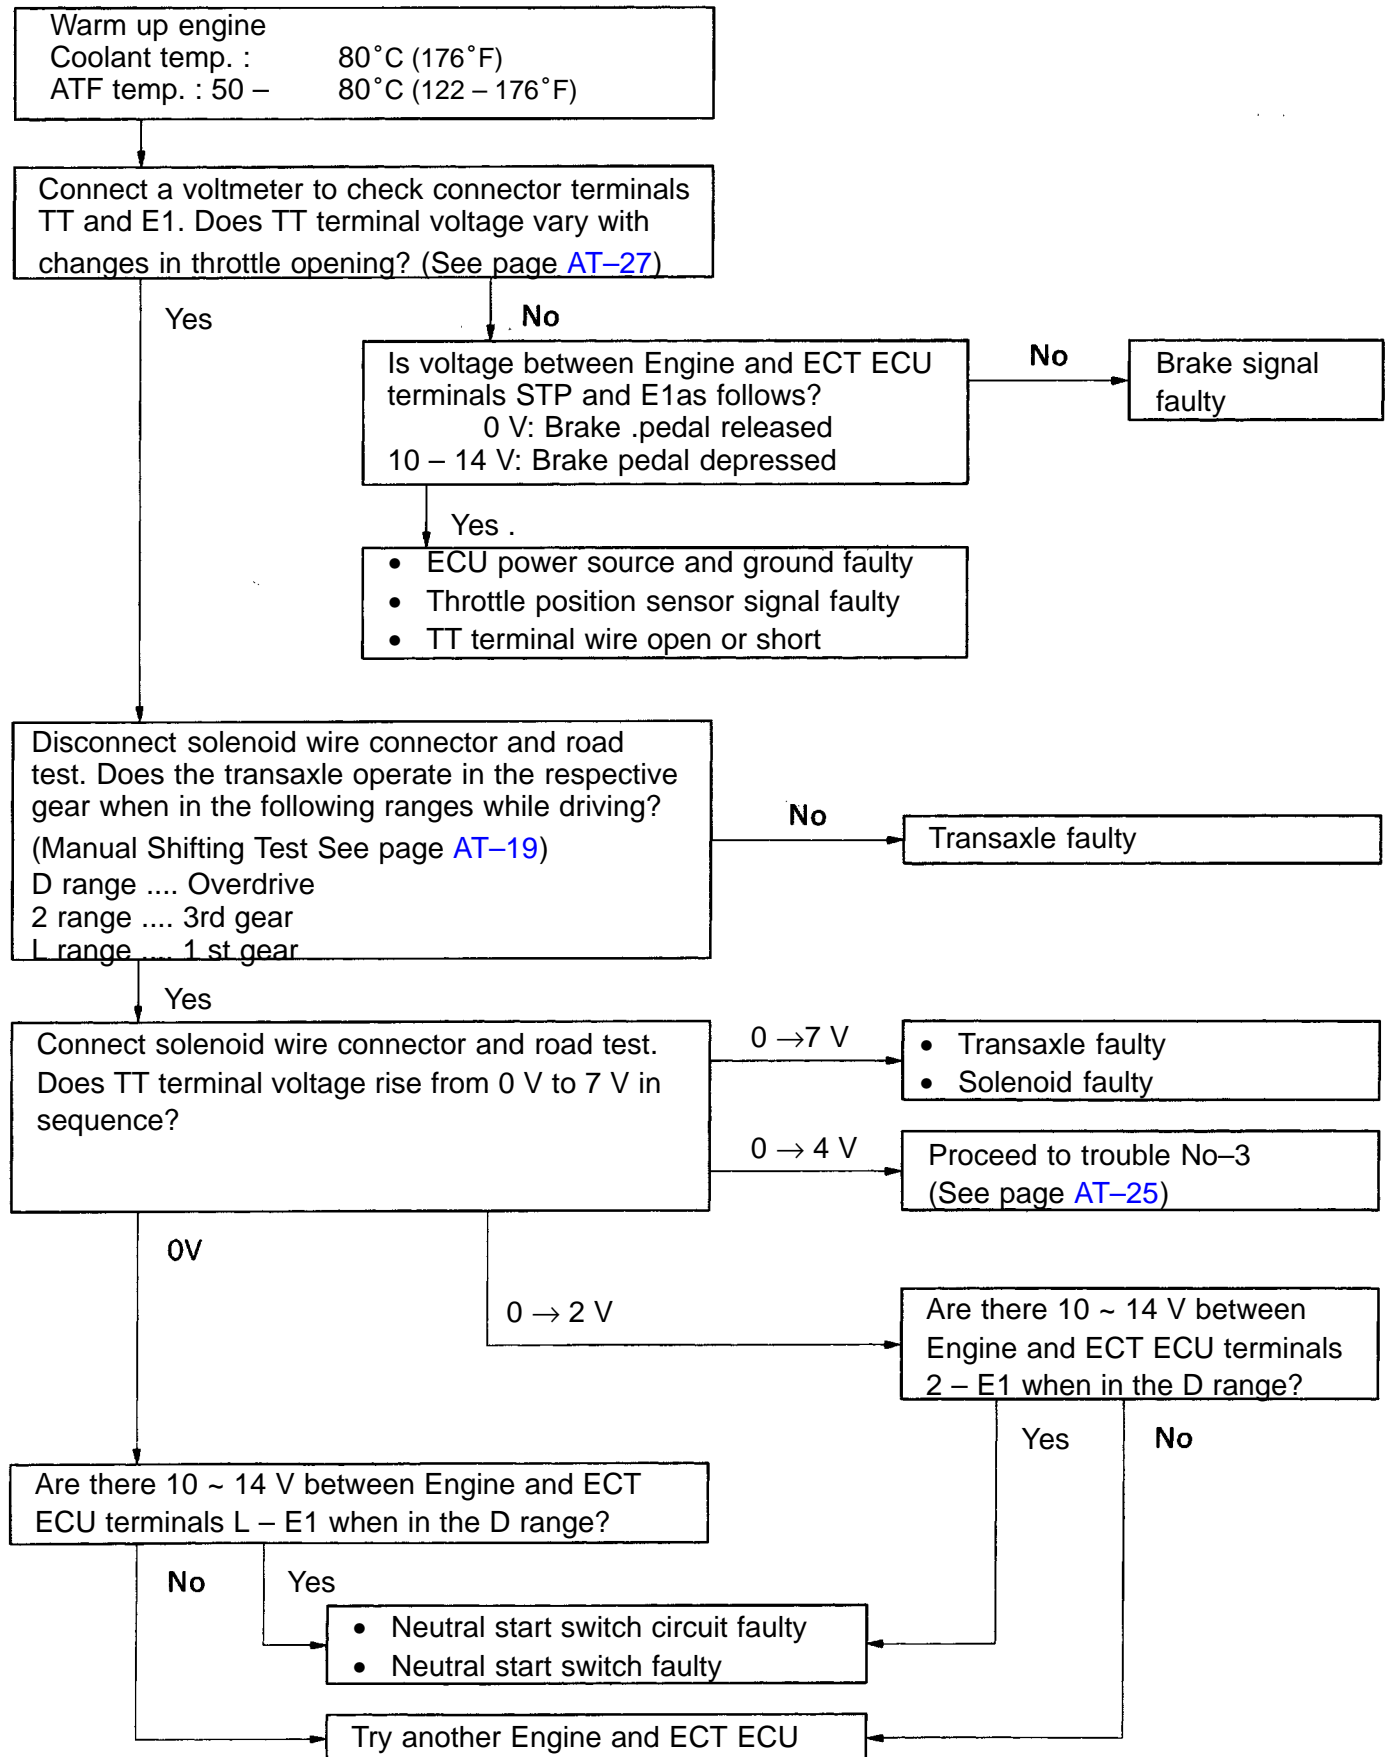 Warm up engine
Coolant temp. : 80˚C (176˚F)
ATF temp. : 50 – 80˚C (122 – 176˚F)
Connect a voltmeter to check connector terminals
TT and E1. Does TT terminal voltage vary with
changes in throttle opening? (See page AT–27)
Yes
No
Is voltage between Engine and ECT ECU
terminals STP and E1as follows?
0 V: Brake .pedal released
10 – 14 V: Brake pedal depressed
No
Brake signal
faulty
Yes .
• ECU power source and ground faulty
• Throttle position sensor signal faulty
• TT terminal wire open or short
Disconnect solenoid wire connector and road
test. Does the transaxle operate in the respective
gear when in the following ranges while driving?
(Manual Shifting Test See page AT–19)
D range .... Overdrive
2 range .... 3rd gear
L range .... 1 st gear
No
Transaxle faulty
Yes
Connect solenoid wire connector and road test.
Does TT terminal voltage rise from 0 V to 7 V in
sequence?
0 →7 V
• Transaxle faulty
• Solenoid faulty
0 → 4 V
Proceed to trouble No–3
(See page AT–25)
0V
0 → 2 V
Are there 10 ~ 14 V between
Engine and ECT ECU terminals
2 – E1 when in the D range?
Yes
No
Are there 10 ~ 14 V between Engine and ECT
ECU terminals L – E1 when in the D range?
No
Yes
• Neutral start switch circuit faulty
• Neutral start switch faulty
Try another Engine and ECT ECU